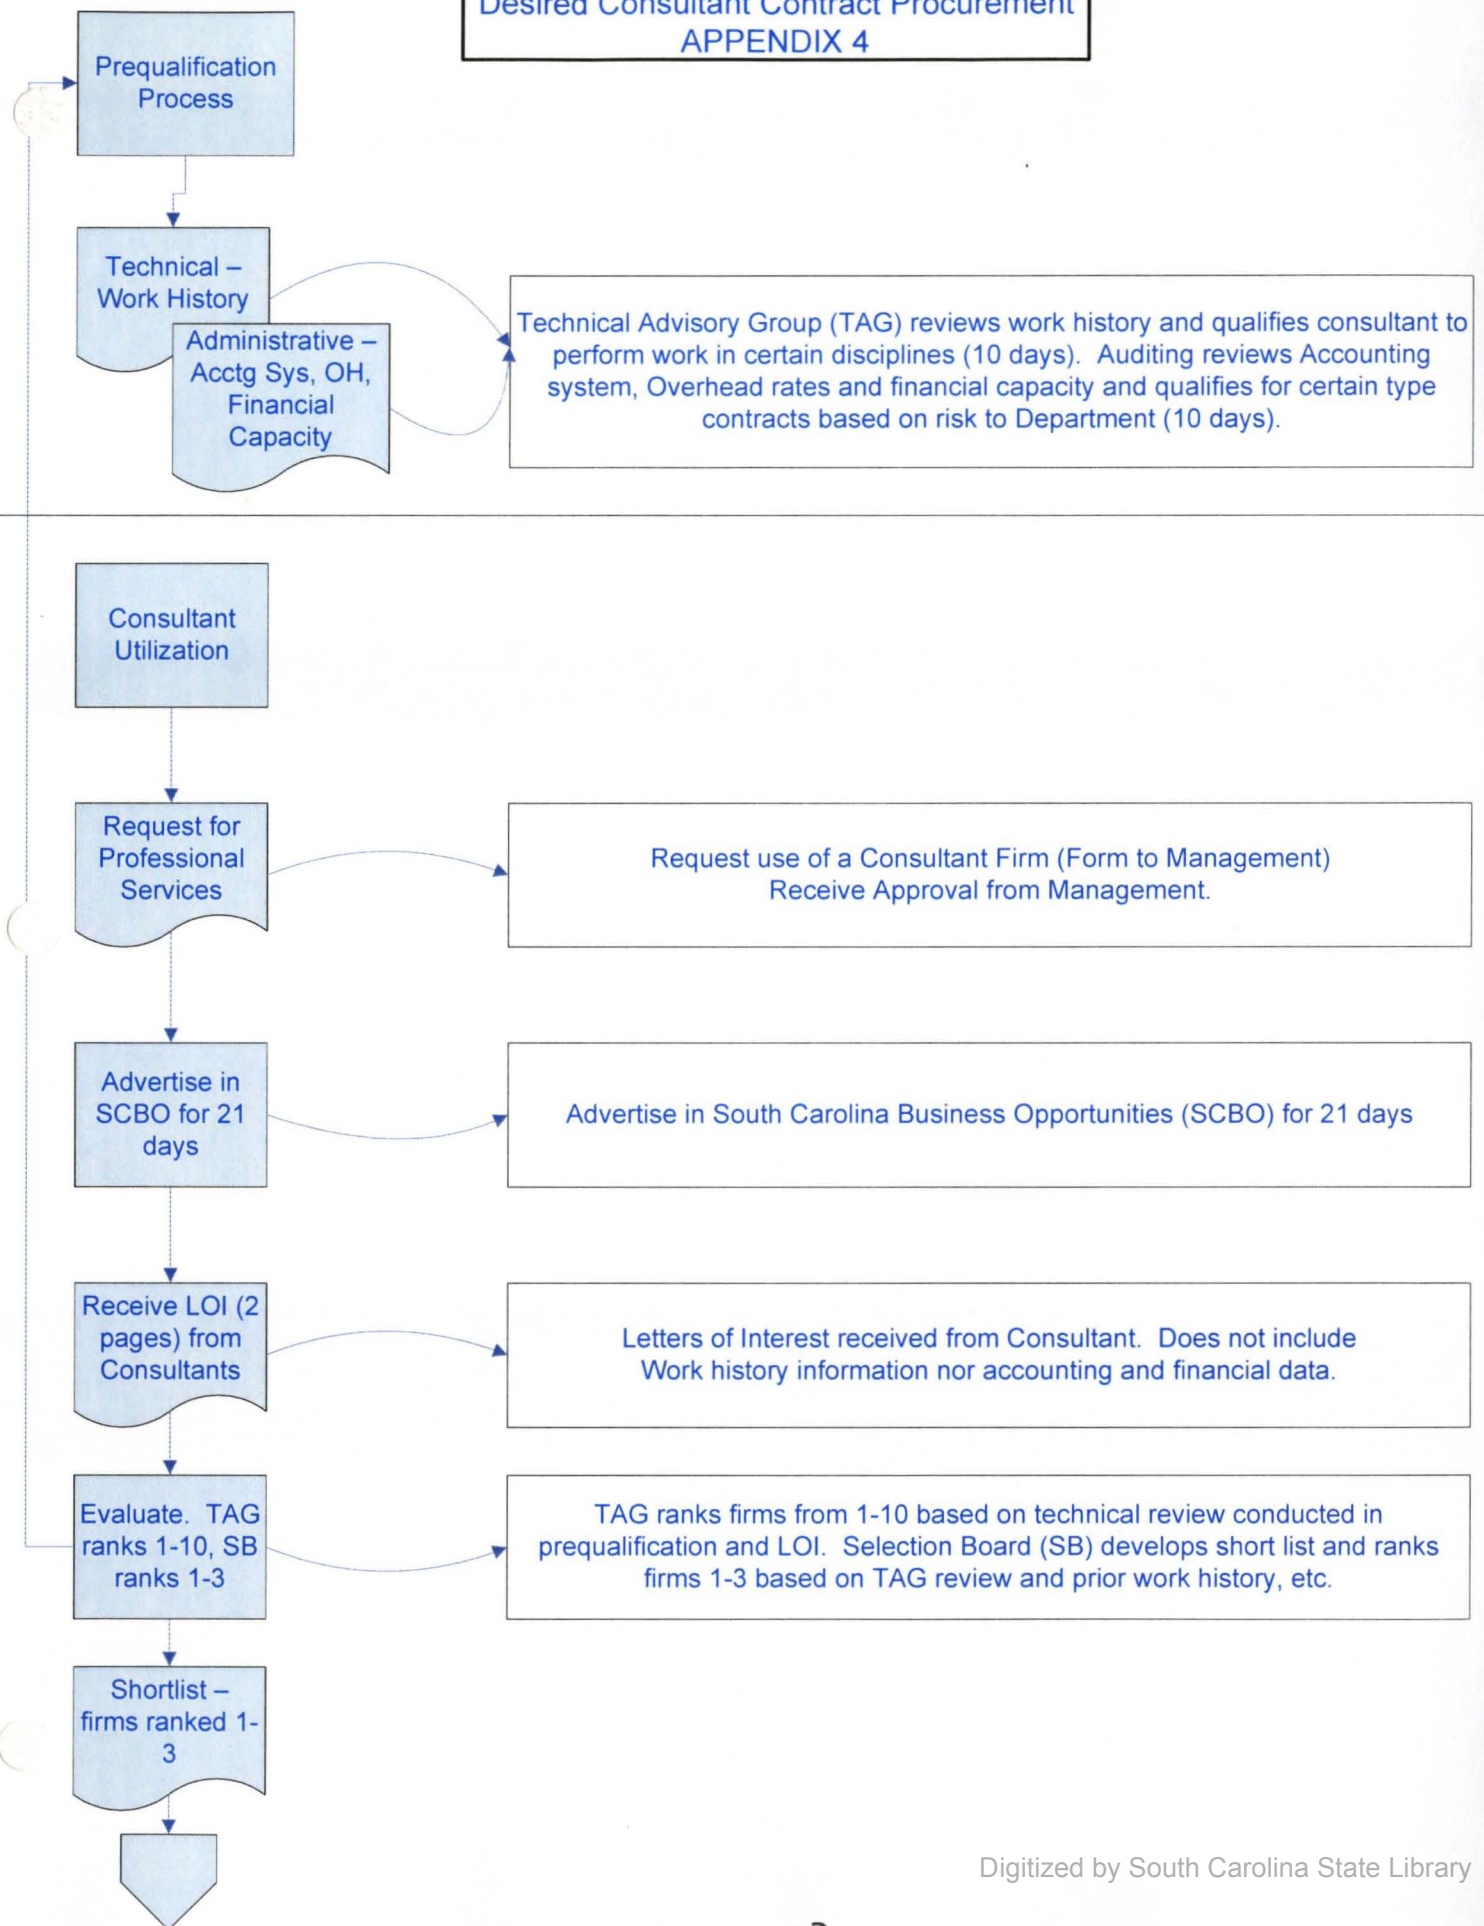 Desired Consultant Contract Procurement
APPENDIX 4
Prequalification
Process
Technical –
Work History
Administrative –
Acctg Sys, OH,
Financial
Capacity
Technical Advisory Group (TAG) reviews work history and qualifies consultant to
perform work in certain disciplines (10 days).  Auditing reviews Accounting
system, Overhead rates and financial capacity and qualifies for certain type
contracts based on risk to Department (10 days).
Consultant
Utilization
Request for
Professional
Services
Request use of a Consultant Firm (Form to Management)
Receive Approval from Management.
Advertise in
SCBO for 21
days
Advertise in South Carolina Business Opportunities (SCBO) for 21 days
Receive LOI (2
pages) from
Consultants
Letters of Interest received from Consultant.  Does not include
Work history information nor accounting and financial data.
Evaluate.  TAG
ranks 1-10, SB
ranks 1-3
TAG ranks firms from 1-10 based on technical review conducted in
prequalification and LOI.  Selection Board (SB) develops short list and ranks
firms 1-3 based on TAG review and prior work history, etc.
Shortlist –
firms ranked 1-
3
Digitized by South Carolina State Library